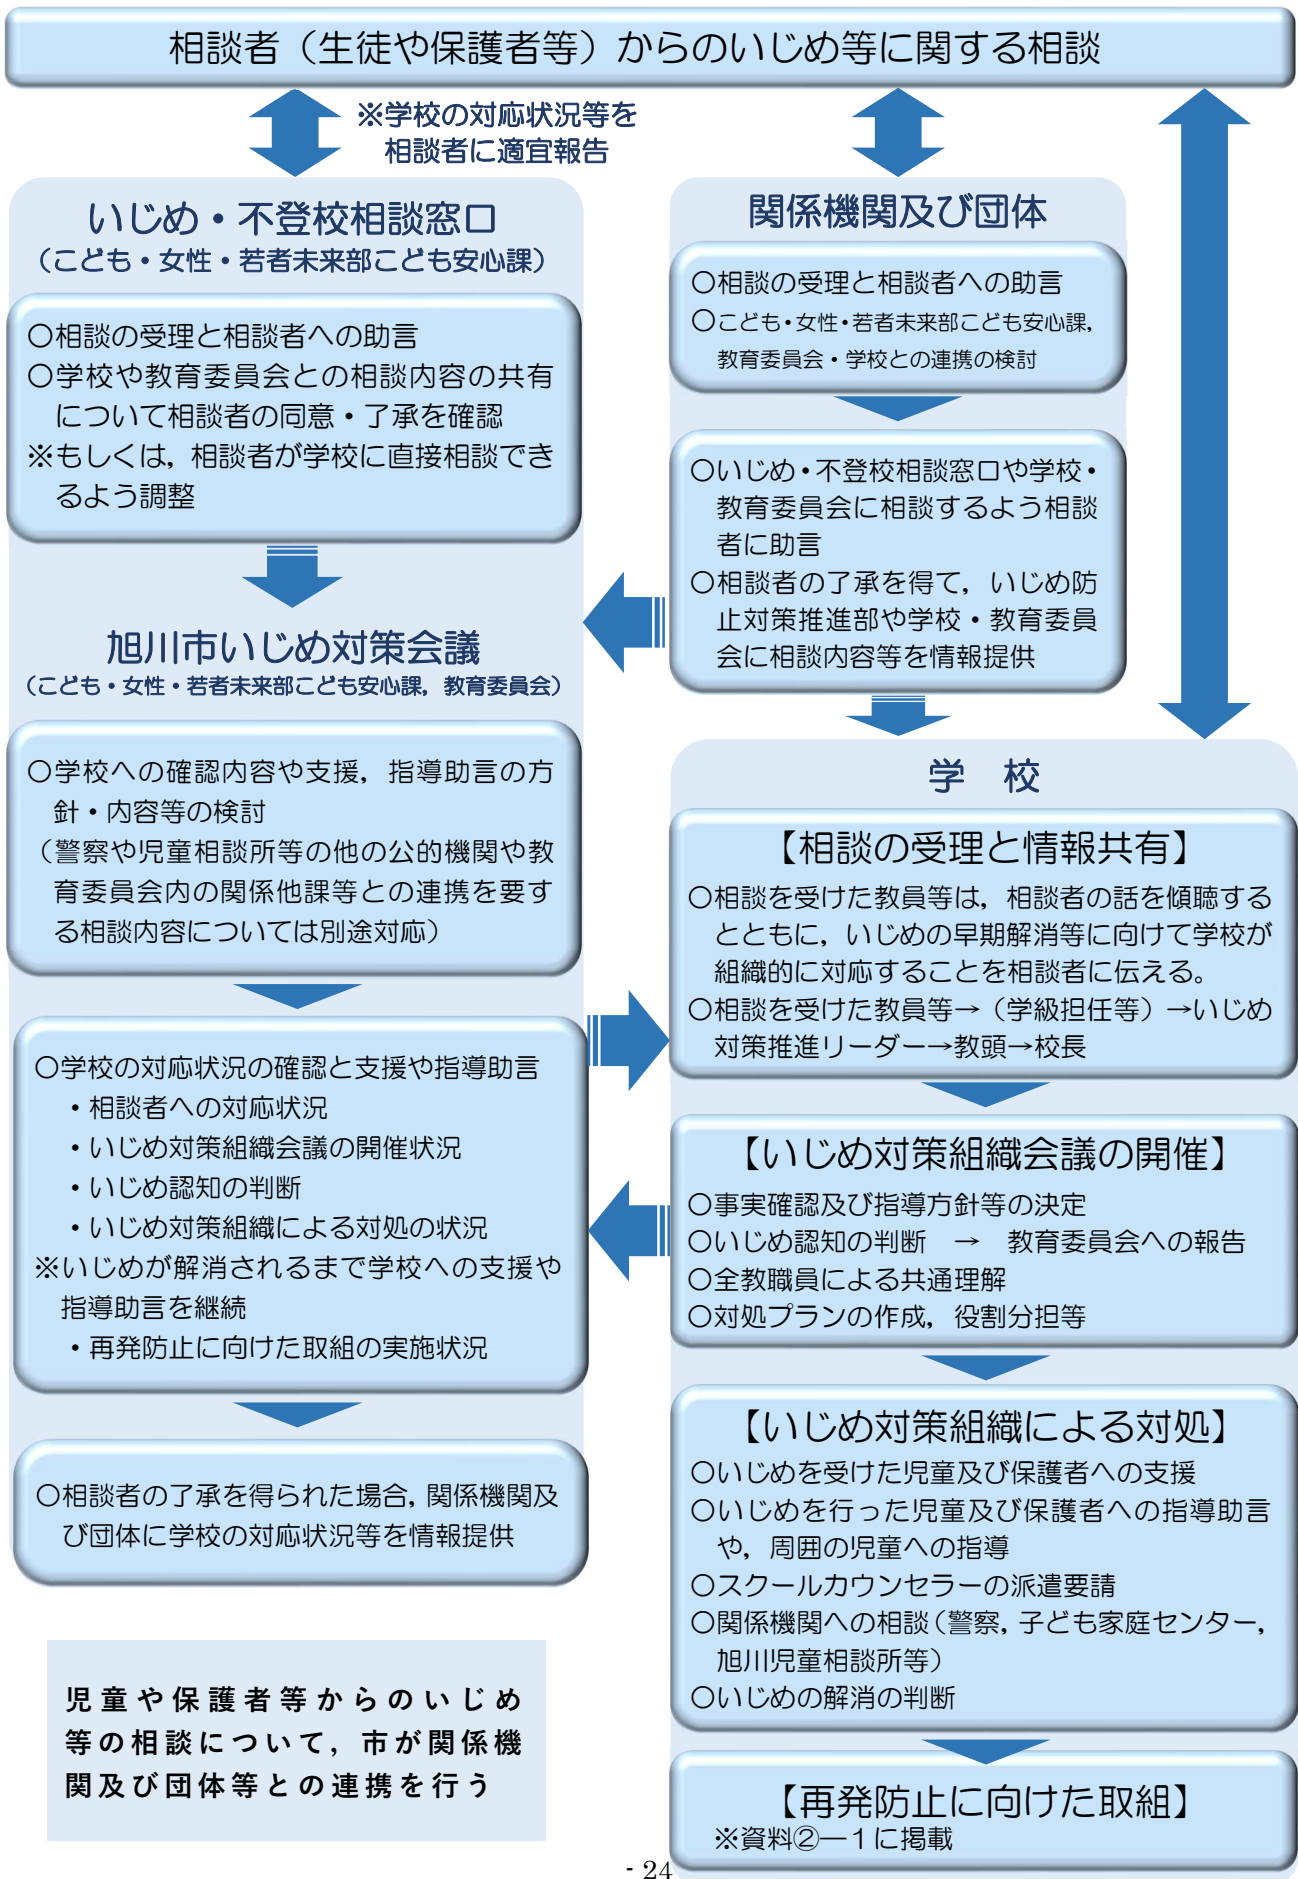 相談者（生徒や保護者等）からのいじめ等に関する相談
※学校の対応状況等を
相談者に適宜報告
いじめ・不登校相談窓口
（こども・女性・若者未来部こども安心課）
○相談の受理と相談者への助言
○学校や教育委員会との相談内容の共有
について相談者の同意・了承を確認
※もしくは，相談者が学校に直接相談でき
るよう調整
旭川市いじめ対策会議
（こども・女性・若者未来部こども安心課，教育委員会）
○学校への確認内容や支援，指導助言の方
針・内容等の検討
（警察や児童相談所等の他の公的機関や教
育委員会内の関係他課等との連携を要す
る相談内容については別途対応）
○学校の対応状況の確認と支援や指導助言
・相談者への対応状況
・いじめ対策組織会議の開催状況
・いじめ認知の判断
・いじめ対策組織による対処の状況
※いじめが解消されるまで学校への支援や
指導助言を継続
・再発防止に向けた取組の実施状況
○相談者の了承を得られた場合，関係機関及
び団体に学校の対応状況等を情報提供
児童や保護者等からのいじめ
等の相談について，市が関係機
関及び団体等との連携を行う
関係機関及び団体
○相談の受理と相談者への助言
○こども・女性・若者未来部こども安心課，
教育委員会・学校との連携の検討
○いじめ・不登校相談窓口や学校・
教育委員会に相談するよう相談
者に助言
○相談者の了承を得て，いじめ防
止対策推進部や学校・教育委員
会に相談内容等を情報提供
学　校
【相談の受理と情報共有】
○相談を受けた教員等は，相談者の話を傾聴する
とともに，いじめの早期解消等に向けて学校が
組織的に対応することを相談者に伝える。
○相談を受けた教員等→（学級担任等）→いじめ
対策推進リーダー→教頭→校長
【いじめ対策組織会議の開催】
○事実確認及び指導方針等の決定
○いじめ認知の判断　→　教育委員会への報告
○全教職員による共通理解
○対処プランの作成，役割分担等
【いじめ対策組織による対処】
○いじめを受けた児童及び保護者への支援
○いじめを行った児童及び保護者への指導助言
や，周囲の児童への指導
○スクールカウンセラーの派遣要請
○関係機関への相談（警察，子ども家庭センター，
旭川児童相談所等）
○いじめの解消の判断
【再発防止に向けた取組】
※資料②―１に掲載
- 24